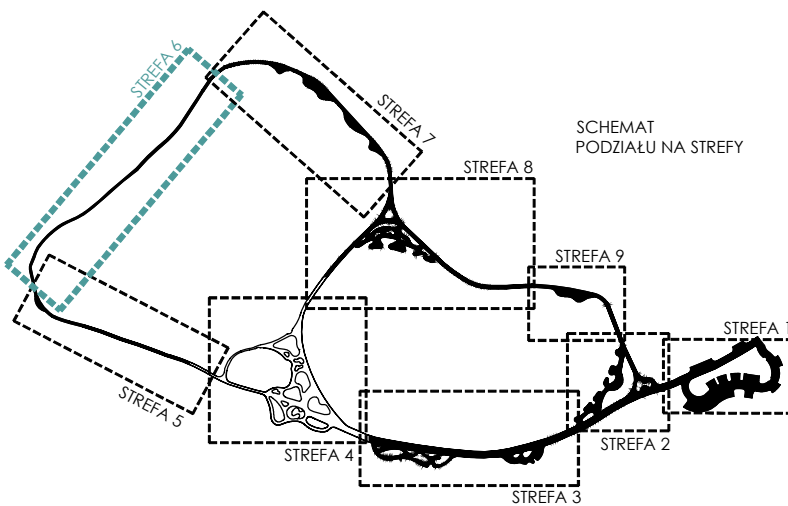 STREFA 6
STREFA 7
SCHEMAT
PODZIAŁU NA STREFY
STREFA 8
STREFA 9
STREFA 1
STREFA 5
STREFA 4
STREFA 2
STREFA 3